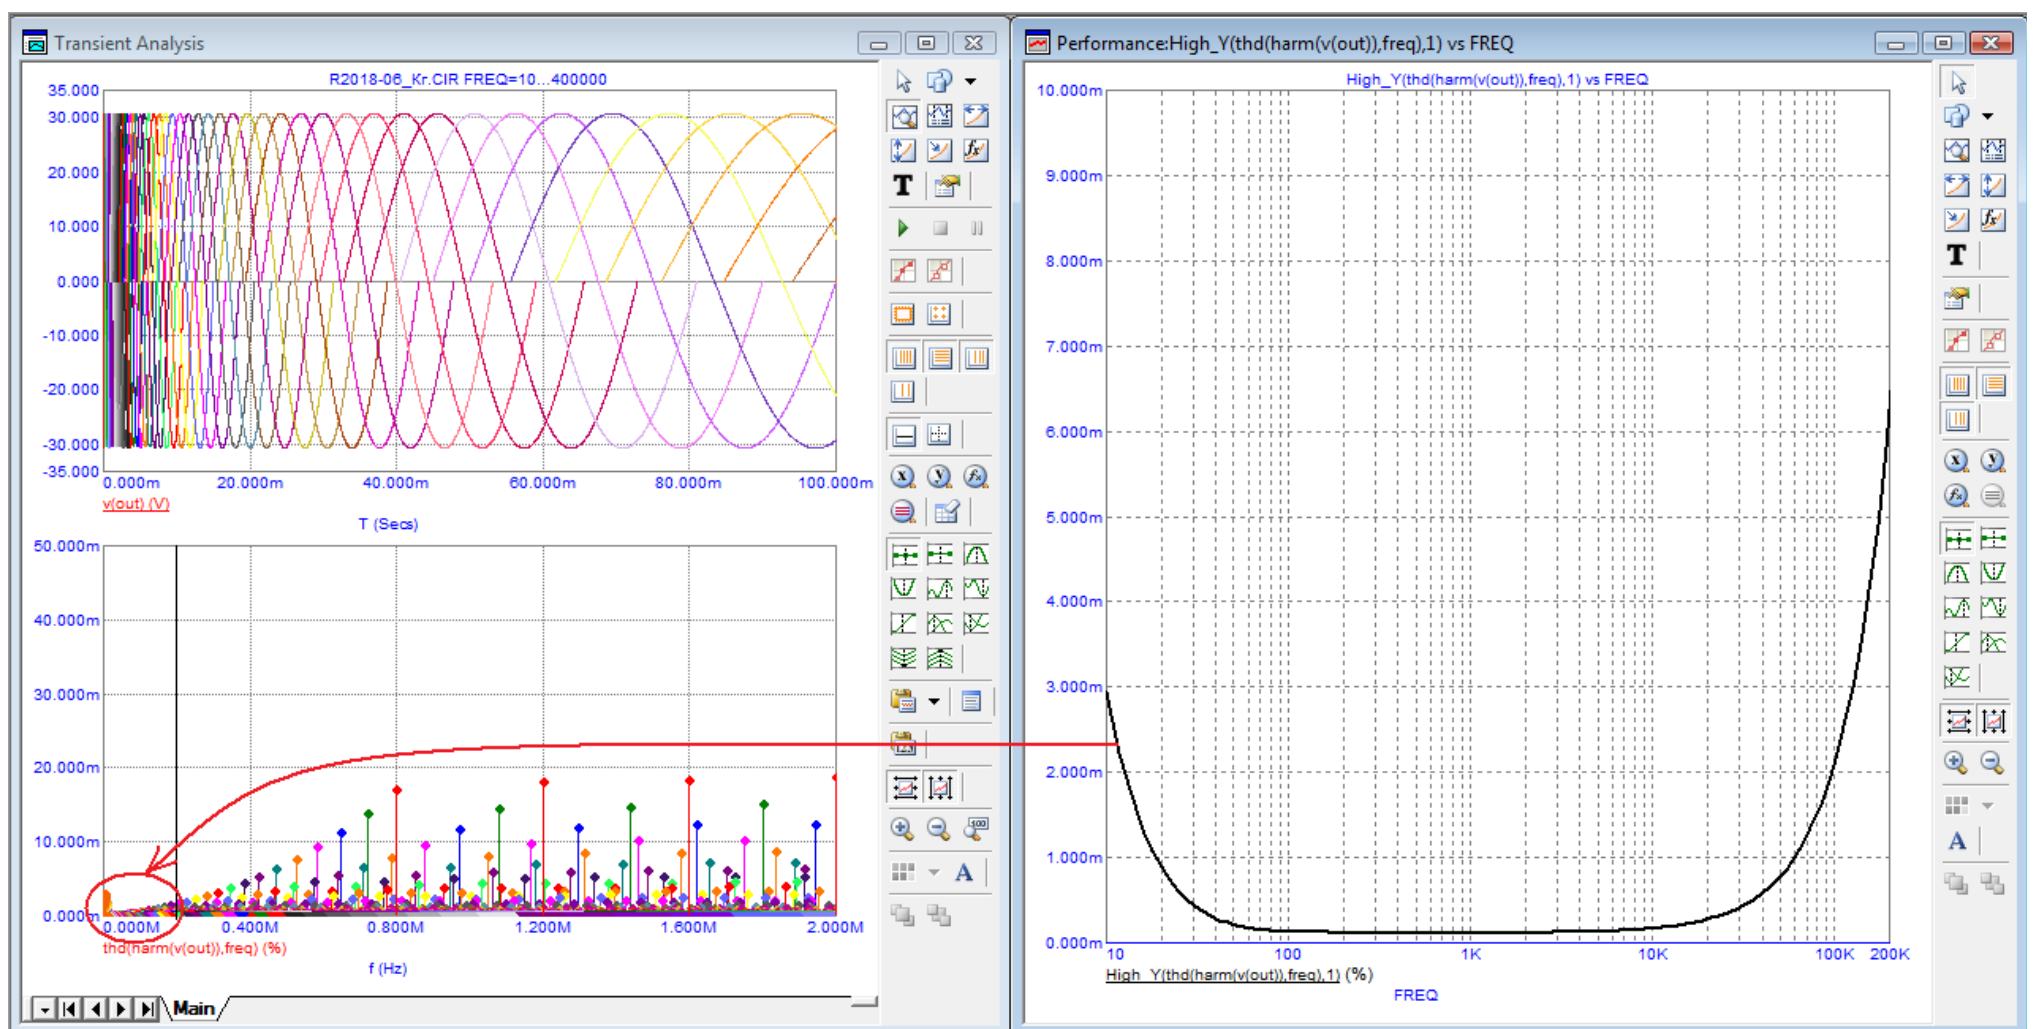 Transient Analysis
R2018-06_Kr.CIR FREQ=10...400000
35.000
30.000
20.000
10.000
0.000
-10.000
-20.000
-30.000
-35.000
0.000m 20.000m 40.000m 60.000m 80.000m 100.000m
v(out) (V)
T (Secs)
50.000m
40.000m
30.000m
20.000m
10.000m
0.000m
0.000M 0.400M 0.800M 1.200M 1.600M 2.000M
thd(harm(v(out)),freq) (%)
f (Hz)
Main
Performance:High_Y(thd(harm(v(out)),freq),1) vs FREQ
High_Y(thd(harm(v(out)),freq),1) vs FREQ
10.000m
9.000m
8.000m
7.000m
6.000m
5.000m
4.000m
3.000m
2.000m
1.000m
0.000m
10 100 1K 10K 100K 200K
High_Y(thd(harm(v(out)),freq),1) (%)
FREQ